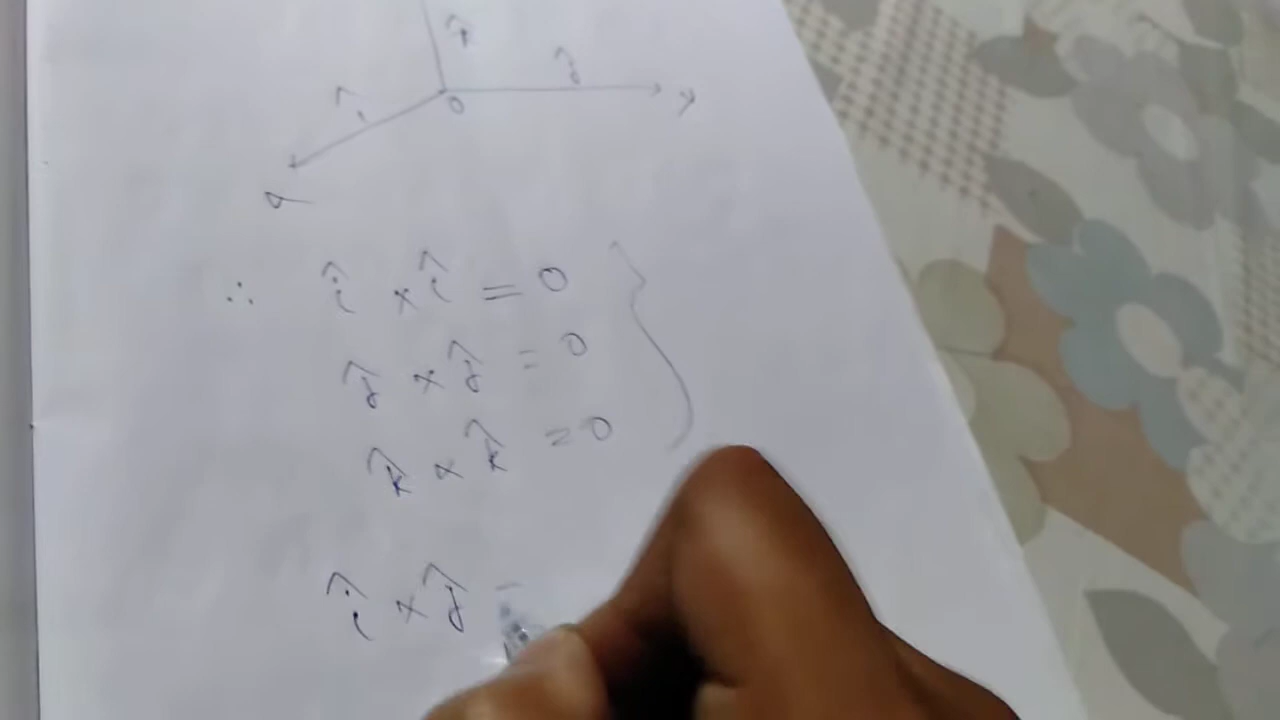 k̂
ĵ
î
O
y
x
∴ î × î = 0
ĵ × ĵ = 0
k̂ × k̂ = 0
î × ĵ